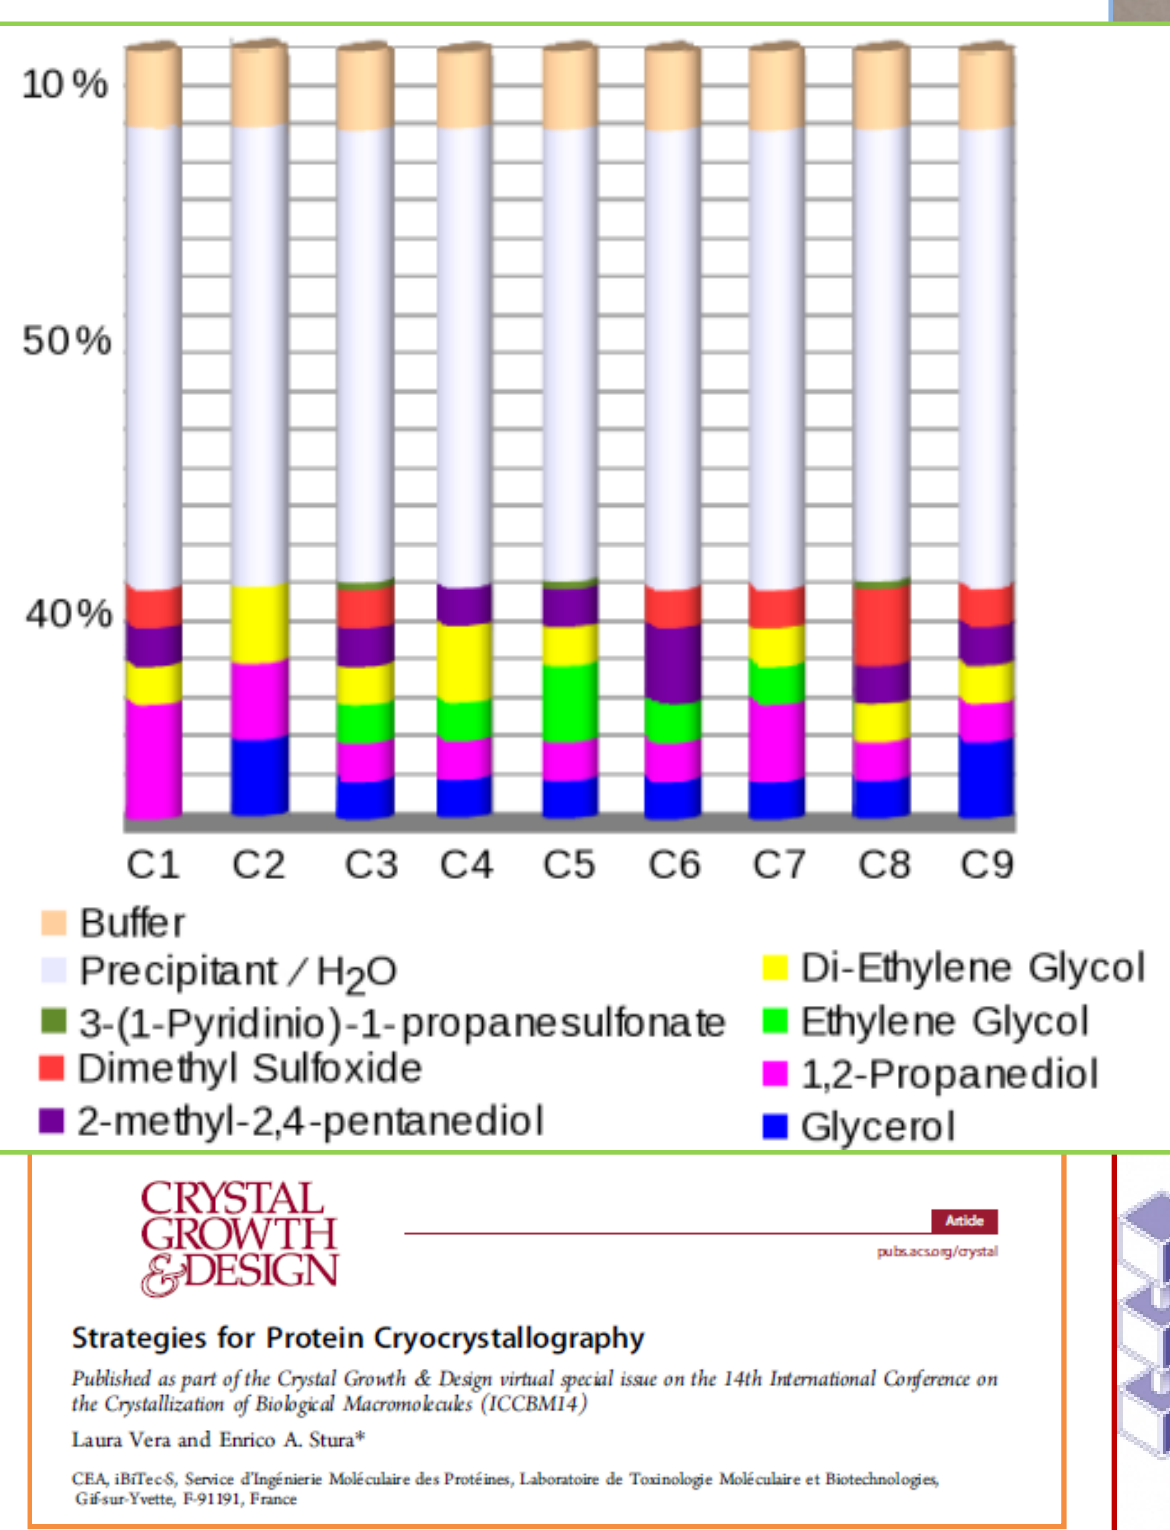 10%
50%
40%
C1 C2 C3 C4 C5 C6 C7 C8 C9
Buffer
Precipitant / H₂O
3-(1-Pyridinio)-1-propanesulfonate
Dimethyl Sulfoxide
2-methyl-2,4-pentanediol
Di-Ethylene Glycol
Ethylene Glycol
1,2-Propanediol
Glycerol
CRYSTAL
GROWTH
&DESIGN
Article
pubs.acs.org/crystal
Strategies for Protein Cryocrystallography
Published as part of the Crystal Growth & Design virtual special issue on the 14th International Conference on
the Crystallization of Biological Macromolecules (ICCBM14)
Laura Vera and Enrico A. Stura*
CEA, iBiTec-S, Service d'Ingénierie Moléculaire des Protéines, Laboratoire de Toxinologie Moléculaire et Biotechnologies,
Gif-sur-Yvette, F-91191, France